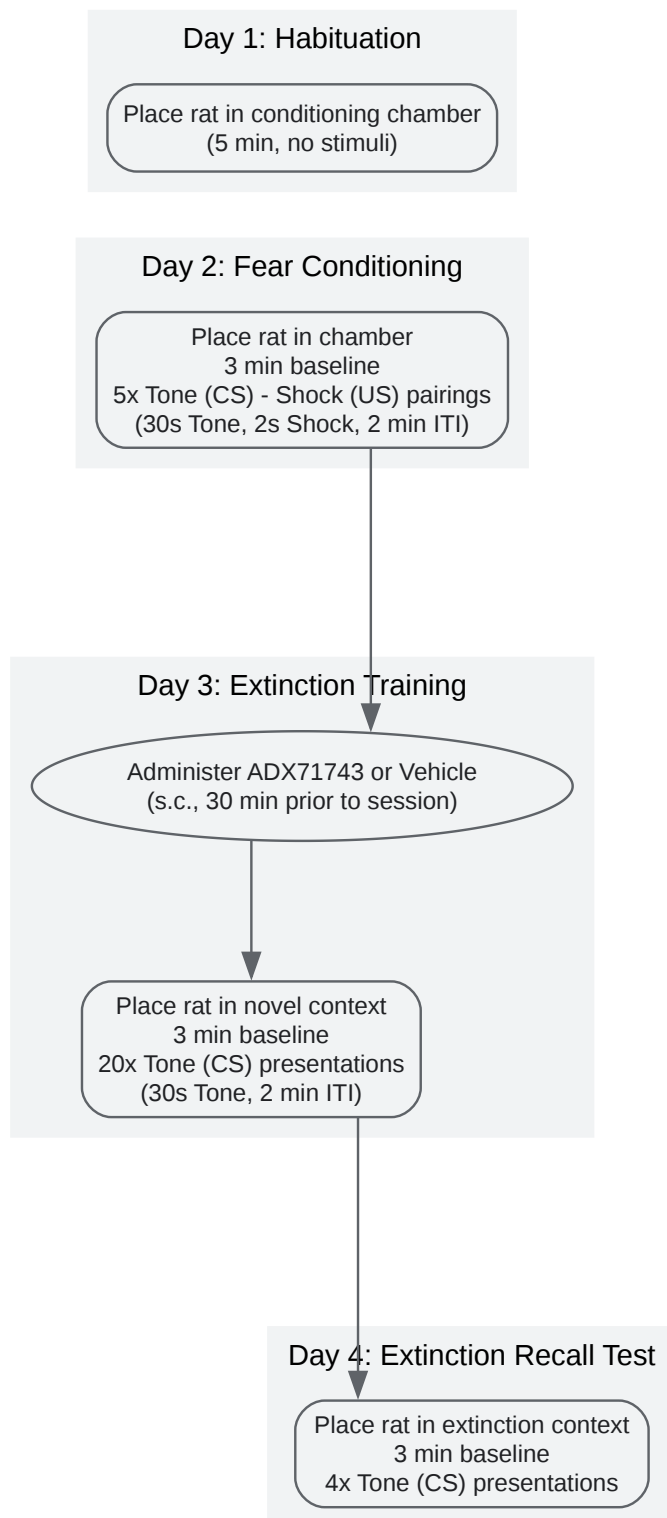 Day 1: Habituation
Place rat in conditioning chamber
(5 min, no stimuli)
Day 2: Fear Conditioning
Place rat in chamber
3 min baseline
5x Tone (CS) - Shock (US) pairings
(30s Tone, 2s Shock, 2 min ITI)
Day 3: Extinction Training
Administer ADX71743 or Vehicle
(s.c., 30 min prior to session)
Place rat in novel context
3 min baseline
20x Tone (CS) presentations
(30s Tone, 2 min ITI)
Day 4: Extinction Recall Test
Place rat in extinction context
3 min baseline
4x Tone (CS) presentations